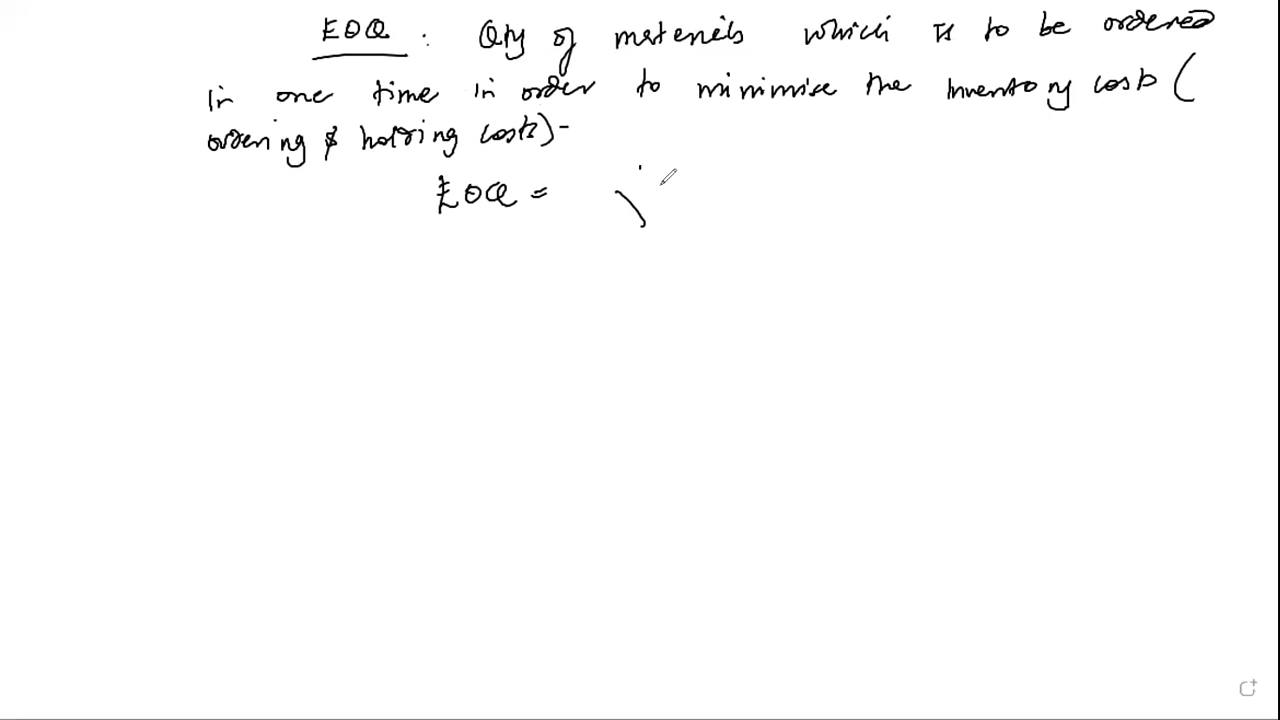 EOQ : Qty of materials which is to be ordered
in one time in order to minimise the Inventory costs (
ordering & holding costs)-
EOQ =